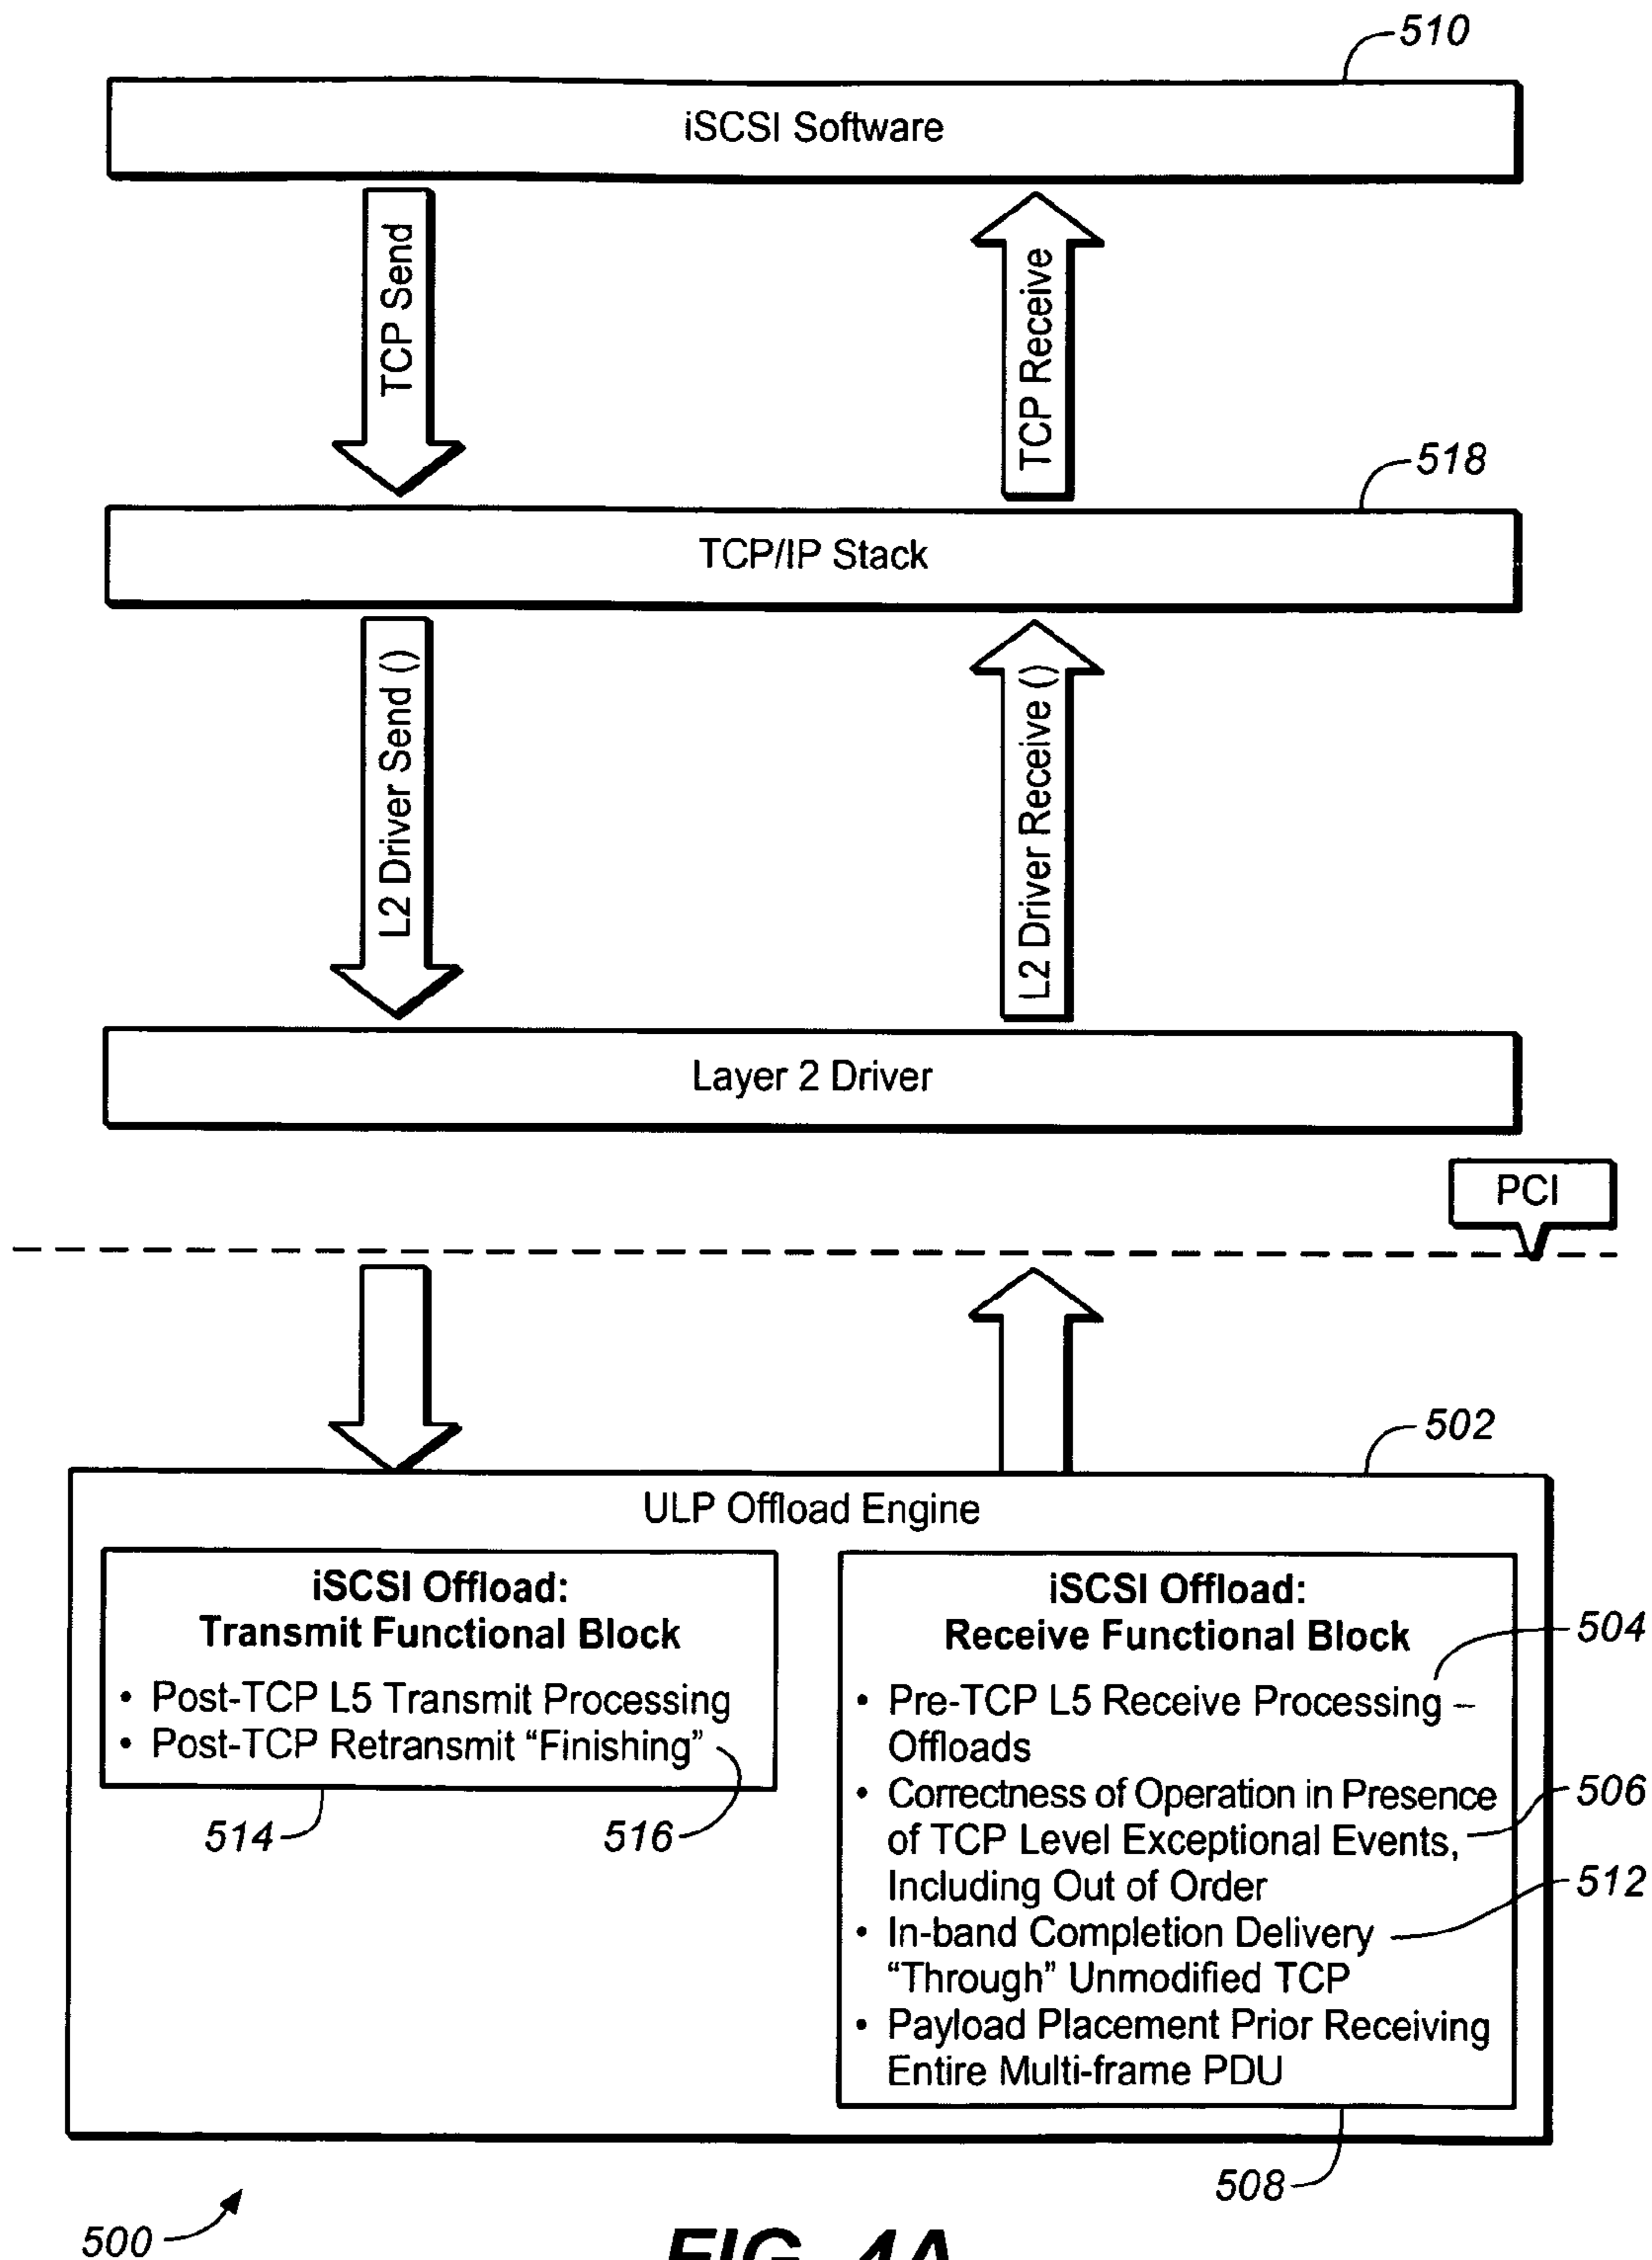 510
iSCSI Software
TCP Send
TCP Receive
518
TCP/IP Stack
L2 Driver Send ()
L2 Driver Receive ()
Layer 2 Driver
PCI
502
ULP Offload Engine
iSCSI Offload:
Transmit Functional Block
• Post-TCP L5 Transmit Processing
• Post-TCP Retransmit “Finishing”
514
516
iSCSI Offload:
Receive Functional Block
504
• Pre-TCP L5 Receive Processing –
Offloads
• Correctness of Operation in Presence
506
of TCP Level Exceptional Events,
Including Out of Order
512
• In-band Completion Delivery
“Through” Unmodified TCP
• Payload Placement Prior Receiving
Entire Multi-frame PDU
508
500
FIG. 4A